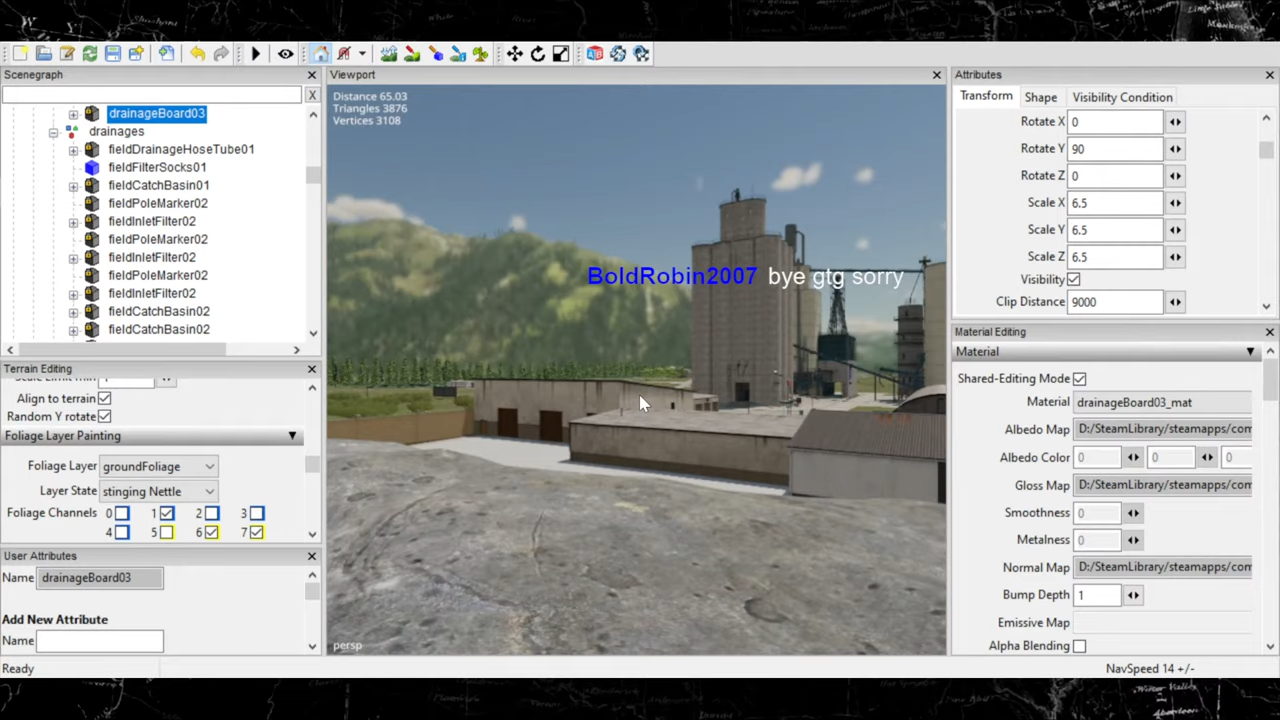 Scenegraph
X
drainageBoard03
drainages
fieldDrainageHoseTube01
fieldFilterSocks01
fieldCatchBasin01
fieldPoleMarker02
fieldInletFilter02
fieldPoleMarker02
fieldInletFilter02
fieldPoleMarker02
fieldInletFilter02
fieldCatchBasin02
fieldCatchBasin02
Terrain Editing
Scale Limit min
Align to terrain
Random Y rotate
Foliage Layer Painting
Foliage Layer groundFoliage
Layer State stinging Nettle
Foliage Channels 0 1 2 3
4 5 6 7
User Attributes
Name drainageBoard03
Add New Attribute
Name
Ready
Viewport
Distance 65.03
Triangles 3876
Vertices 3108
BoldRobin2007 bye gtg sorry
persp
Attributes
Transform Shape Visibility Condition
Rotate X 0
Rotate Y 90
Rotate Z 0
Scale X 6.5
Scale Y 6.5
Scale Z 6.5
Visibility
Clip Distance 9000
Material Editing
Material
Shared-Editing Mode
Material drainageBoard03_mat
Albedo Map D:/SteamLibrary/steamapps/com
Albedo Color 0 0 0
Gloss Map D:/SteamLibrary/steamapps/com
Smoothness 0
Metalness 0
Normal Map D:/SteamLibrary/steamapps/com
Bump Depth 1
Emissive Map
Alpha Blending
NavSpeed 14 +/-